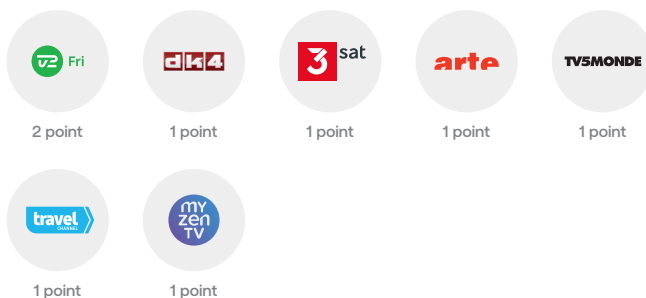 TV2 Fri
dk4
3sat
arte
TV5MONDE
2 point
1 point
1 point
1 point
1 point
travel
CHANNEL
MY
ZEN
TV
1 point
1 point